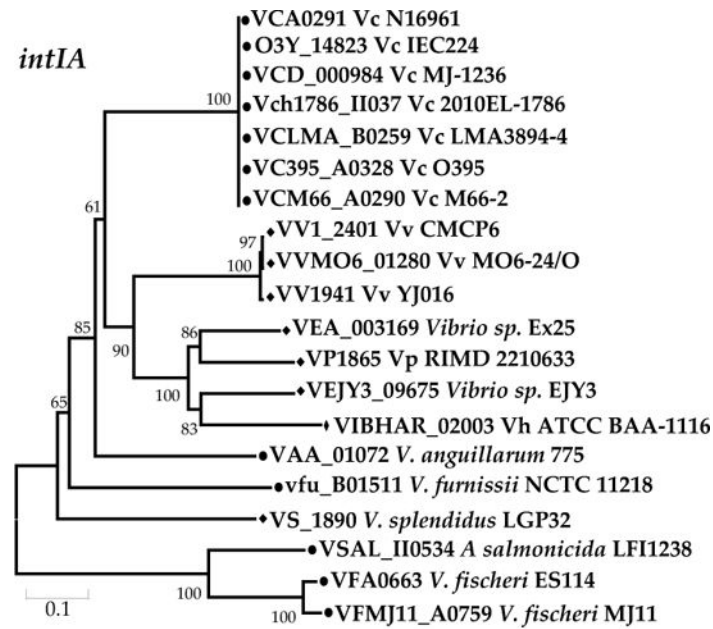 VCA0291 Vc N16961
O3Y_14823 Vc IEC224
intIA
VCD_000984 Vc MJ-1236
100
Vch1786_II037 Vc 2010EL-1786
VCLMA_B0259 Vc LMA3894-4
VC395_A0328 Vc O395
VCM66_A0290 Vc M66-2
61
VV1_2401 Vv CMCP6
97
VVMO6_01280 Vv MO6-24/O
100
VV1941 Vv YJ016
VEA_003169 Vibrio sp. Ex25
86
85
90
VP1865 Vp RIMD 2210633
100
VEJY3_09675 Vibrio sp. EJY3
65
83
VIBHAR_02003 Vh ATCC BAA-1116
VAA_01072 V. anguillarum 775
vfu_B01511 V. furnissii NCTC 11218
VS_1890 V. splendidus LGP32
VSAL_II0534 A salmonicida LFI1238
100
VFA0663 V. fischeri ES114
0.1
100
VFMJ11_A0759 V. fischeri MJ11